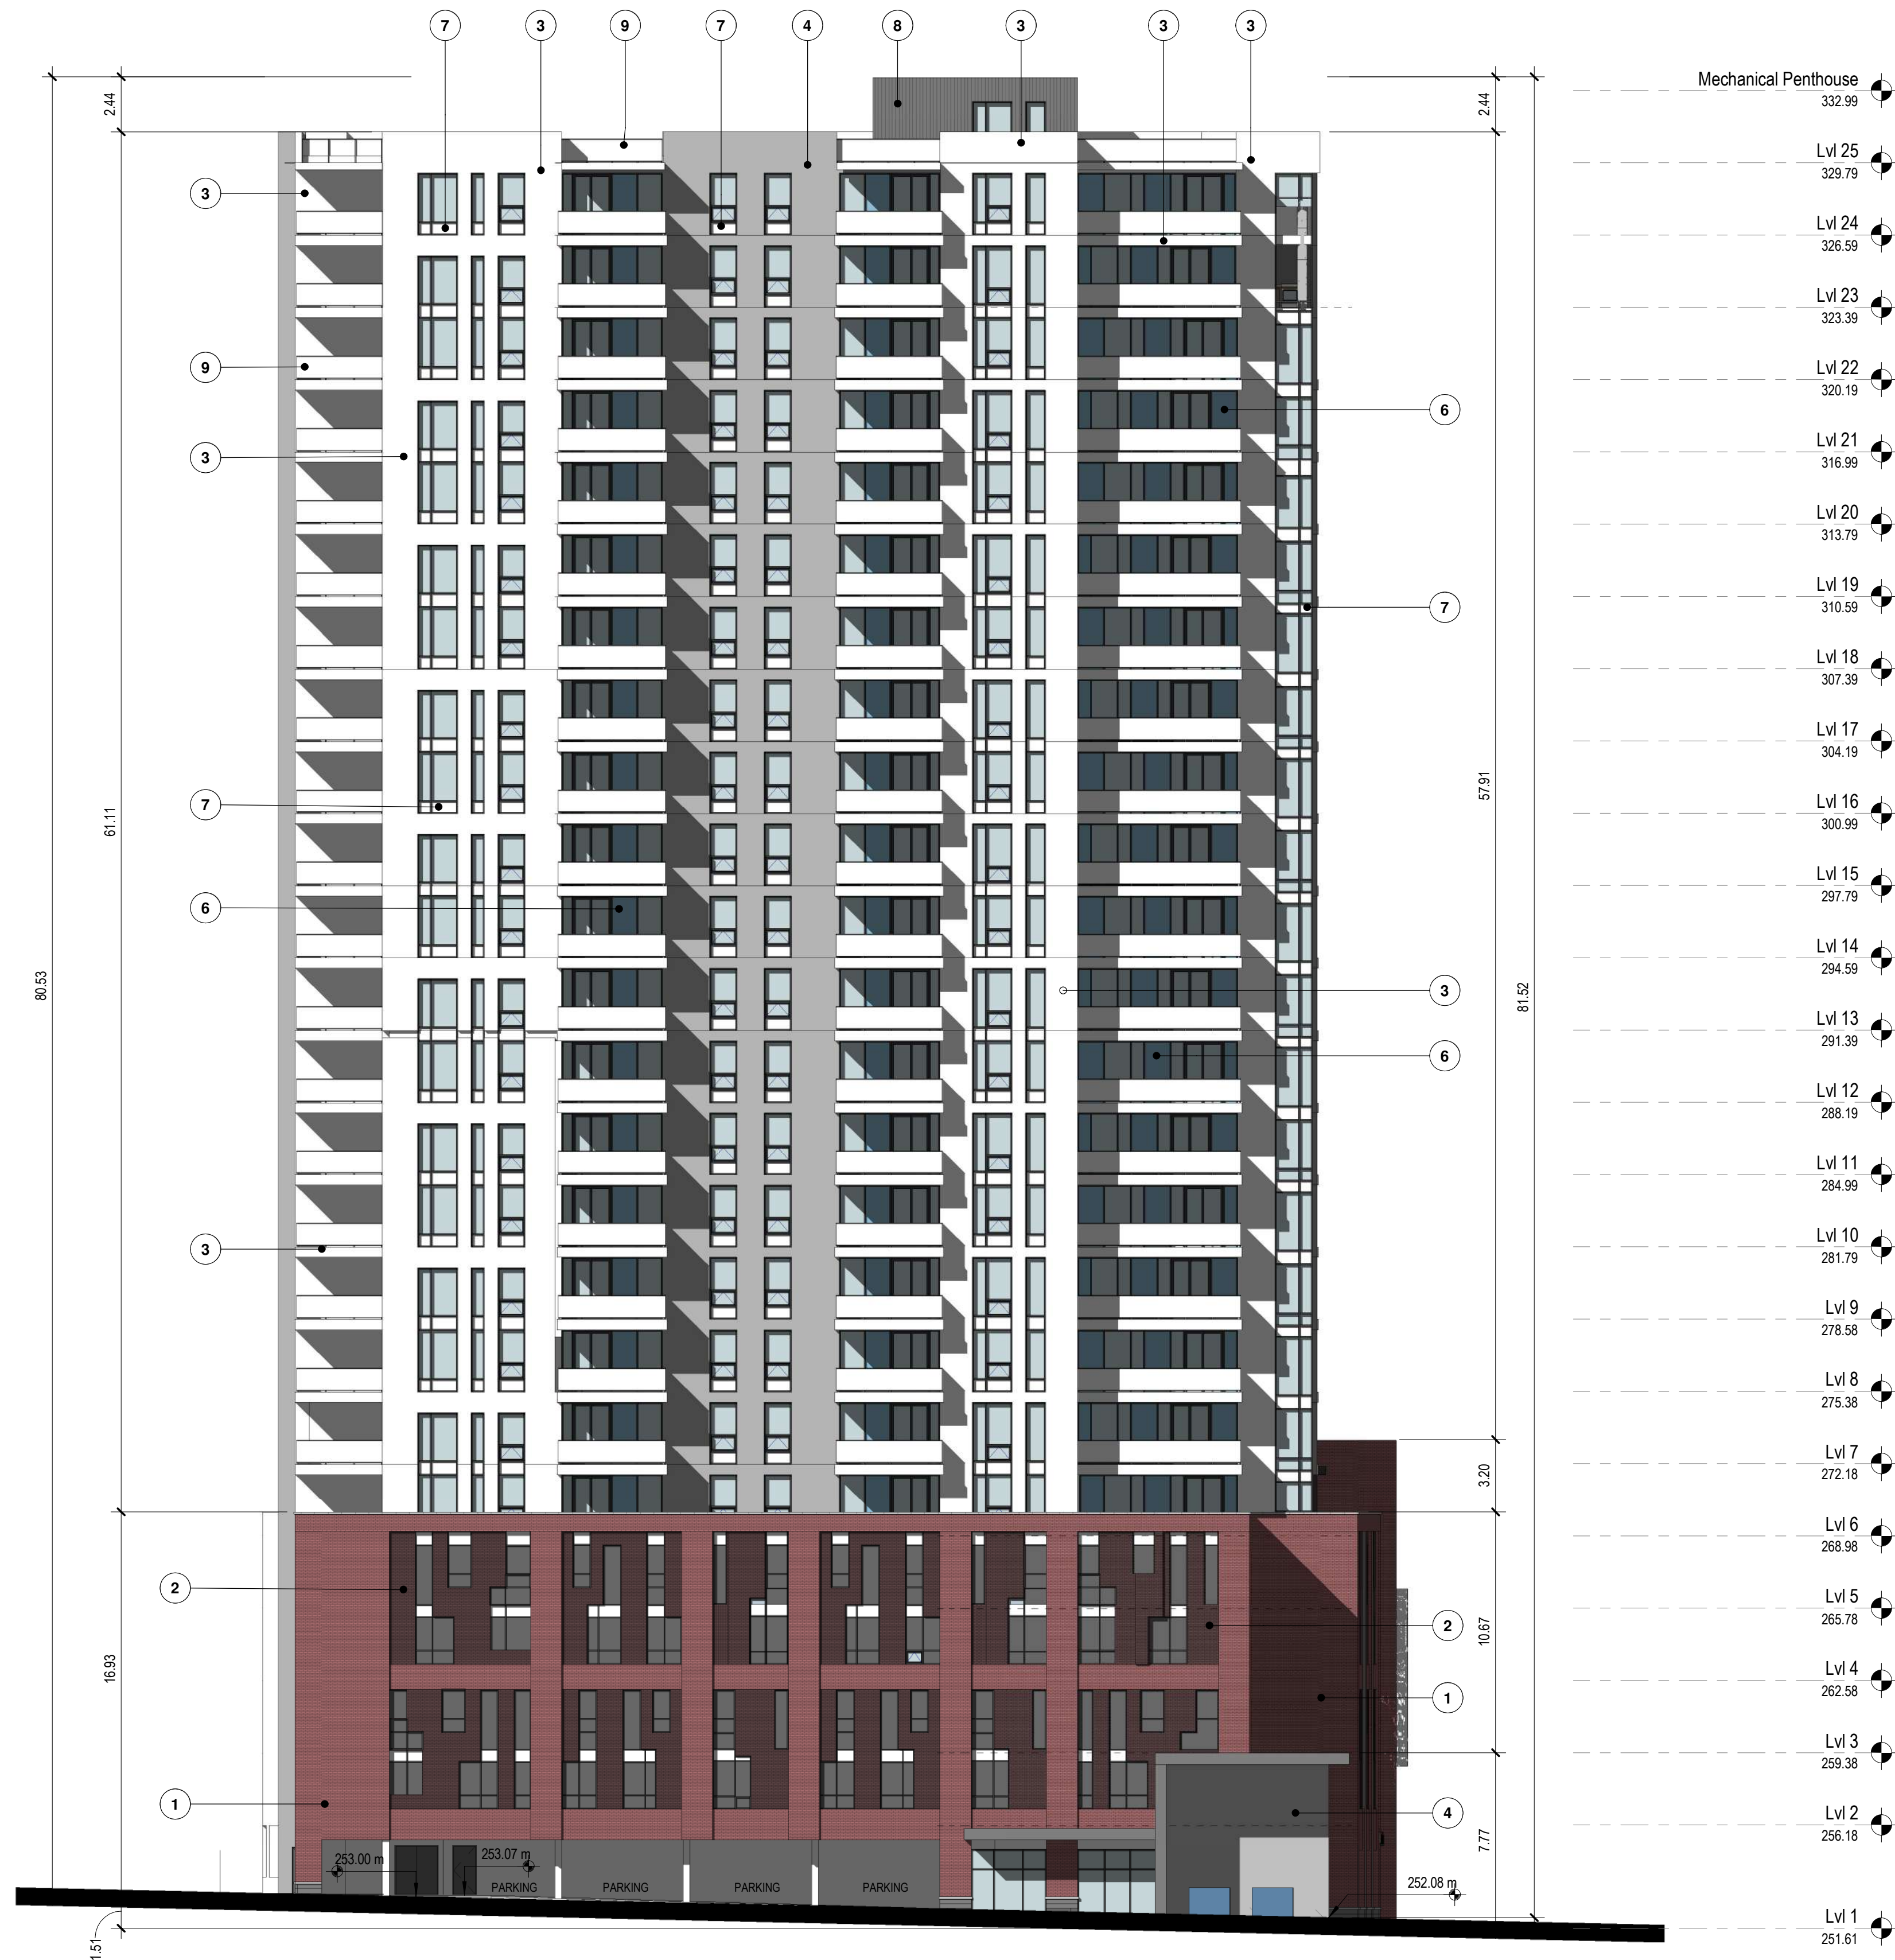 7 3 9 7 4 8 3 3 3
Mechanical Penthouse
332.99
2.44
2.44
Lvl 25
329.79
3
Lvl 24
326.59
Lvl 23
323.39
9
Lvl 22
320.19
6
3
Lvl 21
316.99
Lvl 20
313.79
7
Lvl 19
310.59
Lvl 18
307.39
Lvl 17
304.19
57.91
7
61.11
Lvl 16
300.99
6
Lvl 15
297.79
80.53
Lvl 14
294.59
3
81.52
Lvl 13
291.39
6
Lvl 12
288.19
Lvl 11
284.99
3
Lvl 10
281.79
Lvl 9
278.58
Lvl 8
275.38
3.20
Lvl 7
272.18
Lvl 6
268.98
2
Lvl 5
265.78
2
10.67
16.93
Lvl 4
262.58
1
Lvl 3
259.38
1
4
Lvl 2
256.18
7.77
253.00 m
253.07 m
PARKING PARKING PARKING PARKING
252.08 m
Lvl 1
251.61
1.51